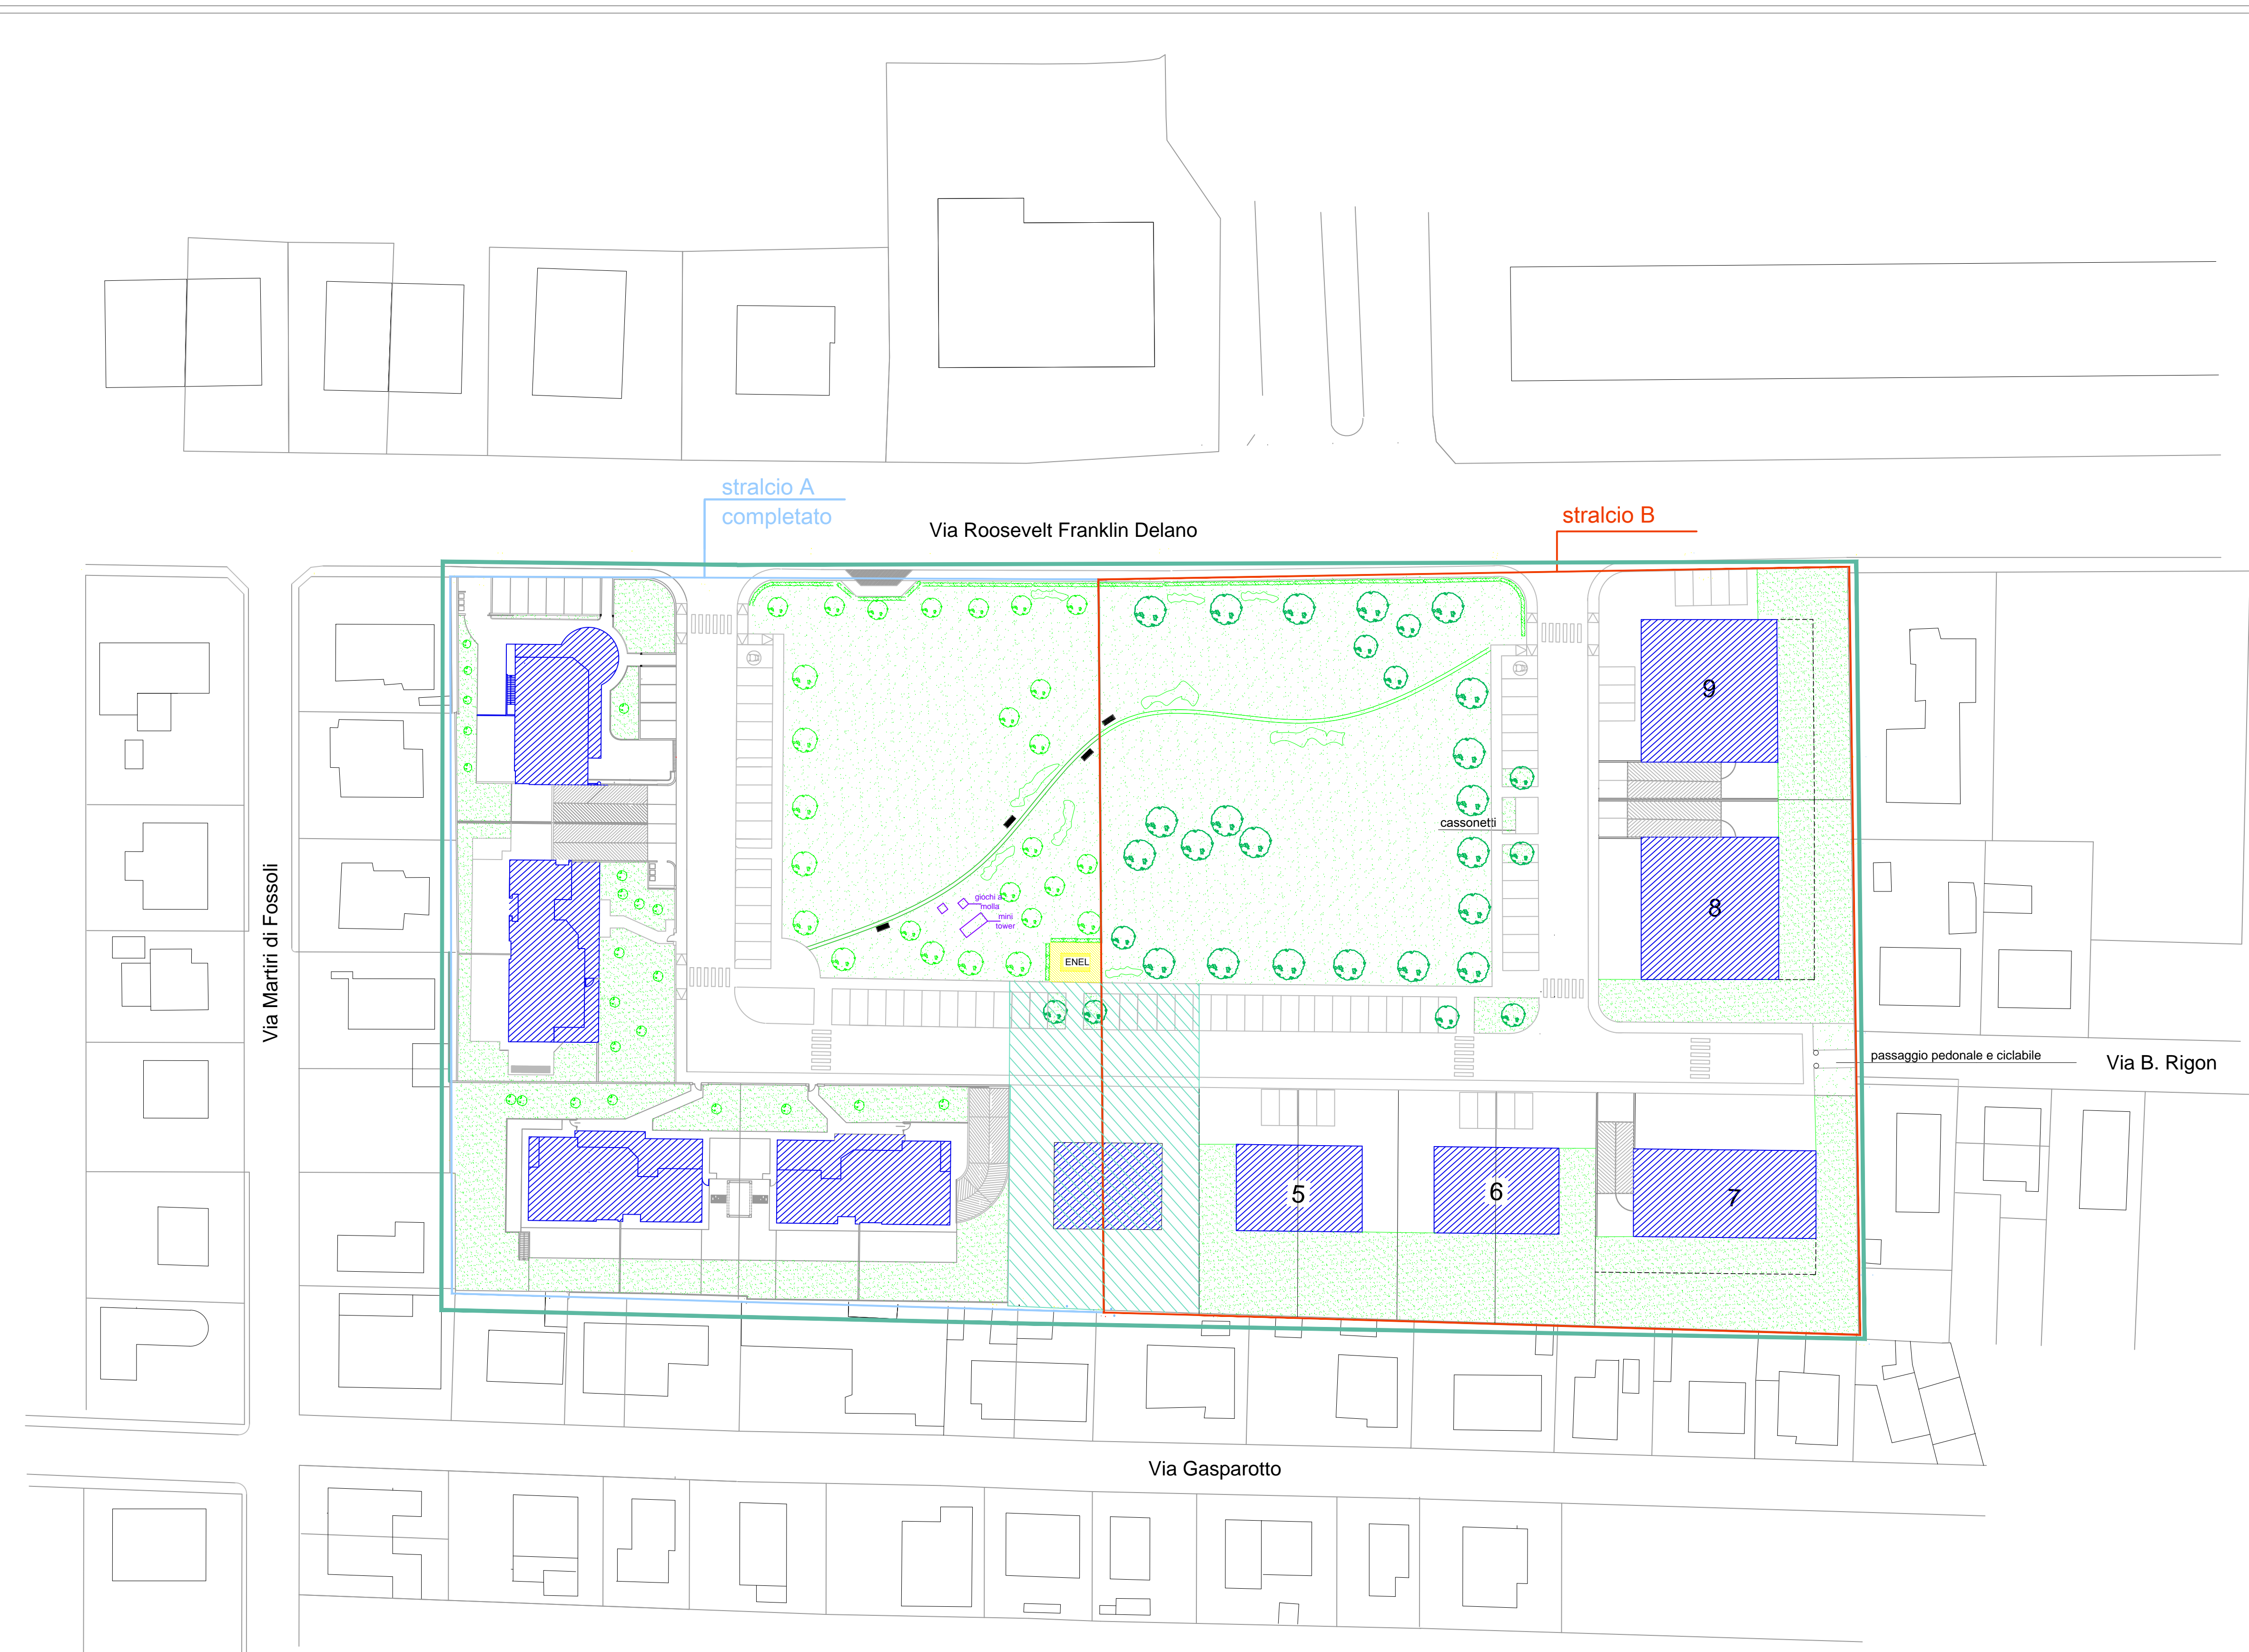 stralcio A
completato
Via Roosevelt Franklin Delano
stralcio B
9
cassonetti
Via Martiri di Fossoli
giochi a
molla
mini
tower
8
ENEL
passaggio pedonale e ciclabile
Via B. Rigon
5
6
7
Via Gasparotto